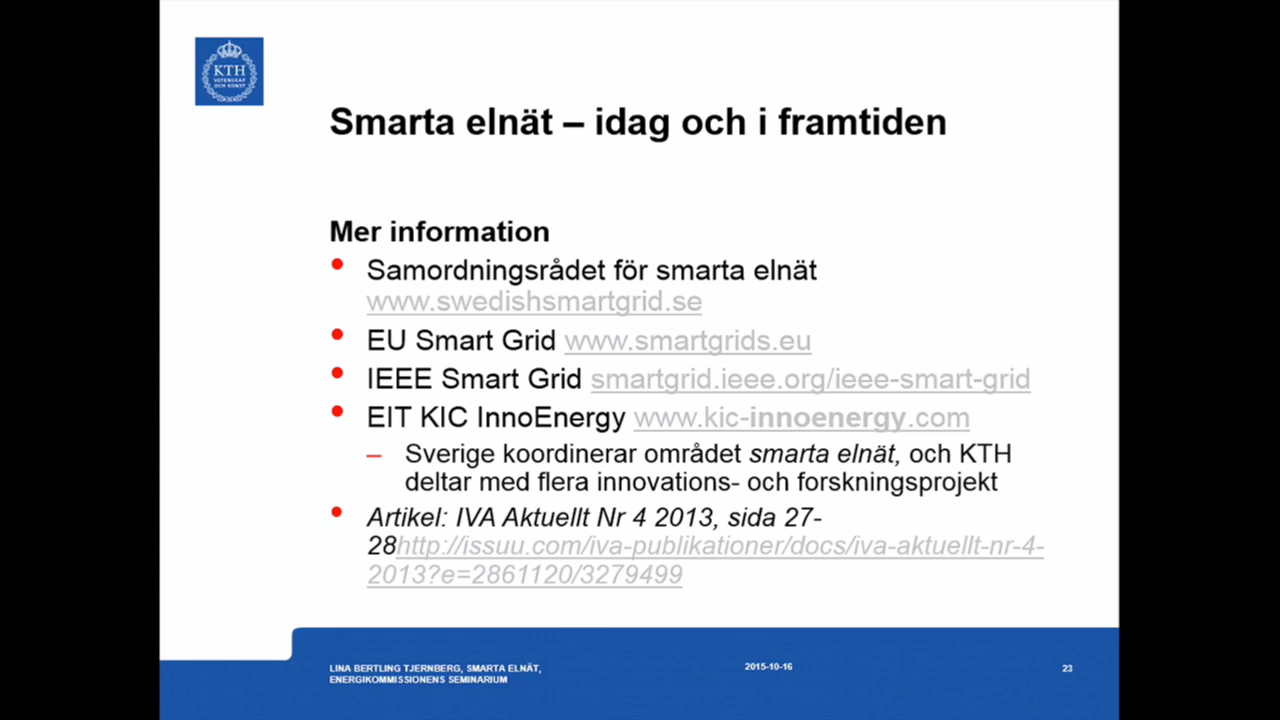 KTH
VETENSKAP
OCH KONST
Smarta elnät – idag och i framtiden
Mer information
• Samordningsrådet för smarta elnät
www.swedishsmartgrid.se
• EU Smart Grid www.smartgrids.eu
• IEEE Smart Grid smartgrid.ieee.org/ieee-smart-grid
• EIT KIC InnoEnergy www.kic-innoenergy.com
– Sverige koordinerar området smarta elnät, och KTH
deltar med flera innovations- och forskningsprojekt
• Artikel: IVA Aktuellt Nr 4 2013, sida 27-
28http://issuu.com/iva-publikationer/docs/iva-aktuellt-nr-4-
2013?e=2861120/3279499
LINA BERTLING TJERNBERG, SMARTA ELNÄT,
ENERGIKOMMISSIONENS SEMINARIUM
2015-10-16
23